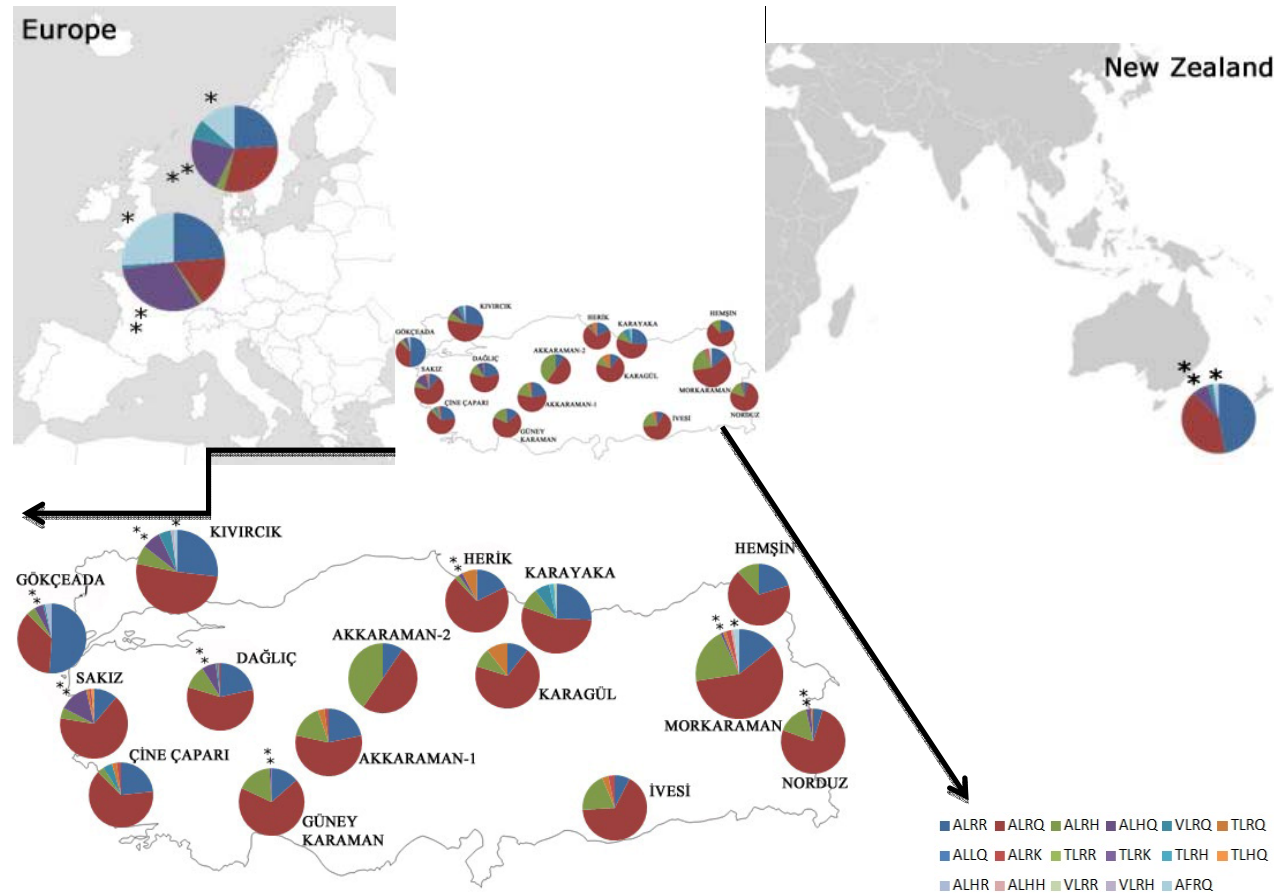 Europe
New Zealand
*
* *
*
*
*
KIVIRCIK
GÖKÇEADA
SAKIZ
DAĞLIÇ
ÇİNE ÇAPARI
AKKARAMAN-2
AKKARAMAN-1
GÜNEY
KARAMAN
HERİK
KARAYAKA
KARAGÜL
HEMŞİN
MORKARAMAN
NORDUZ
İVESİ
* * *
KIVIRCIK
* * *
GÖKÇEADA
* *
SAKIZ
* *
DAĞLIÇ
* *
ÇİNE ÇAPARI
AKKARAMAN-2
AKKARAMAN-1
GÜNEY
KARAMAN
* *
HERİK
* *
KARAYAKA
KARAGÜL
HEMŞİN
MORKARAMAN
* * *
NORDUZ
* *
İVESİ
ALRR ALRQ ALRH ALHQ VLRQ TLRQ
ALLQ ALRK TLRR TLRK TLRH TLHQ
ALHR ALHH VLRR VLRH AFRQ